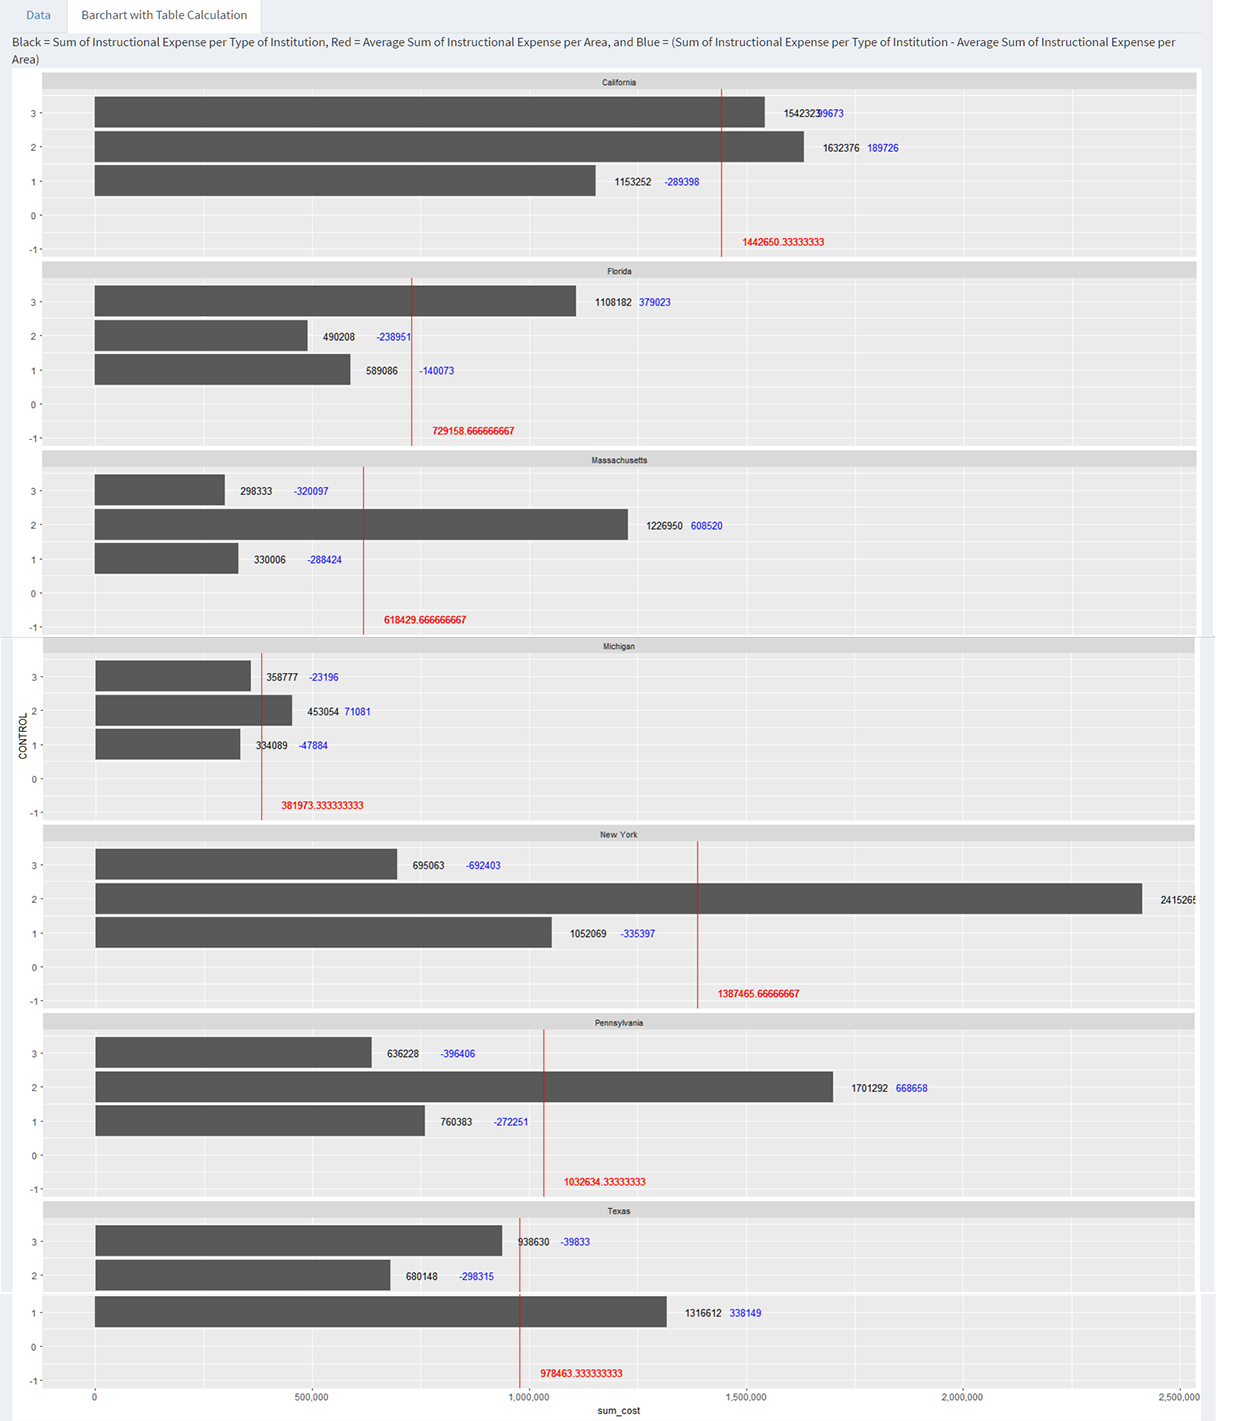 Data Barchart with Table Calculation
Black = Sum of Instructional Expense per Type of Institution, Red = Average Sum of Instructional Expense per Area, and Blue = (Sum of Instructional Expense per Type of Institution - Average Sum of Instructional Expense per
Area)
California
3 1542323 99673
2 1632376 189726
1 1153252 -289398
0
1442650.33333333
-1
Florida
3 1108182 379023
2 490208 -238951
1 589086 -140073
0
729158.666666667
-1
Massachusetts
3 298333 -320097
2 1226950 608520
1 330006 -288424
0
618429.666666667
-1
Michigan
3 358777 -23196
2 453054 71081
CONTROL
1 334089 -47884
0
381973.333333333
-1
New York
3 695063 -692403
2 2415265
1 1052069 -335397
0
1387465.66666667
-1
Pennsylvania
3 636228 -396406
2 1701292 668658
1 760383 -272251
0
1032634.33333333
-1
Texas
3 938630 -39833
2 680148 -298315
1 1316612 338149
0
978463.333333333
-1
0 500,000 1,000,000 1,500,000 2,000,000 2,500,000
sum_cost